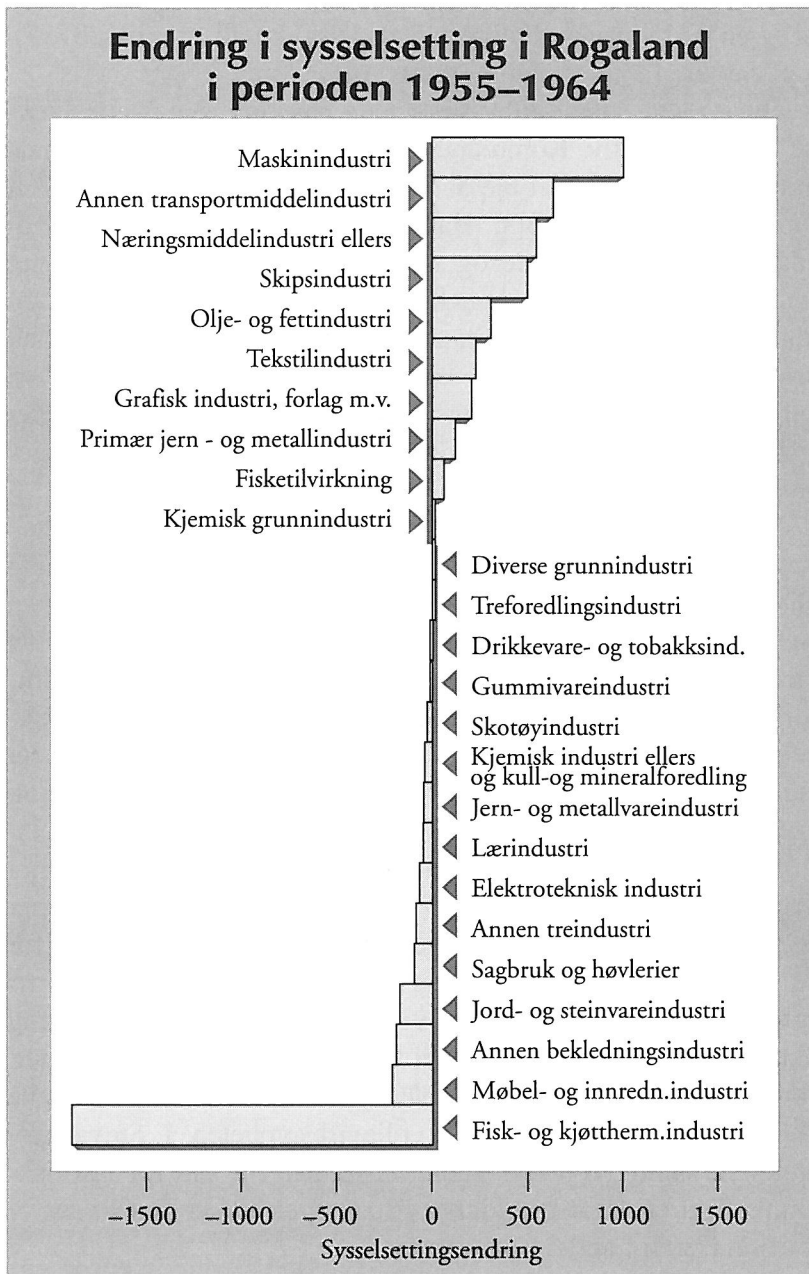 Endring i sysselsetting i Rogaland
i perioden 1955–1964
Maskinindustri
Annen transportmiddelindustri
Næringsmiddelindustri ellers
Skipsindustri
Olje- og fettindustri
Tekstilindustri
Grafisk industri, forlag m.v.
Primær jern - og metallindustri
Fisketilvirkning
Kjemisk grunnindustri
Diverse grunnindustri
Treforedlingsindustri
Drikkevare- og tobakksind.
Gummivareindustri
Skotøyindustri
Kjemisk industri ellers
og kull-og mineralforedling
Jern- og metallvareindustri
Lærindustri
Elektroteknisk industri
Annen treindustri
Sagbruk og høvlerier
Jord- og steinvareindustri
Annen bekledningsindustri
Møbel- og innredn.industri
Fisk- og kjøttherm.industri
–1500 –1000 –500 0 500 1000 1500
Sysselsettingsendring